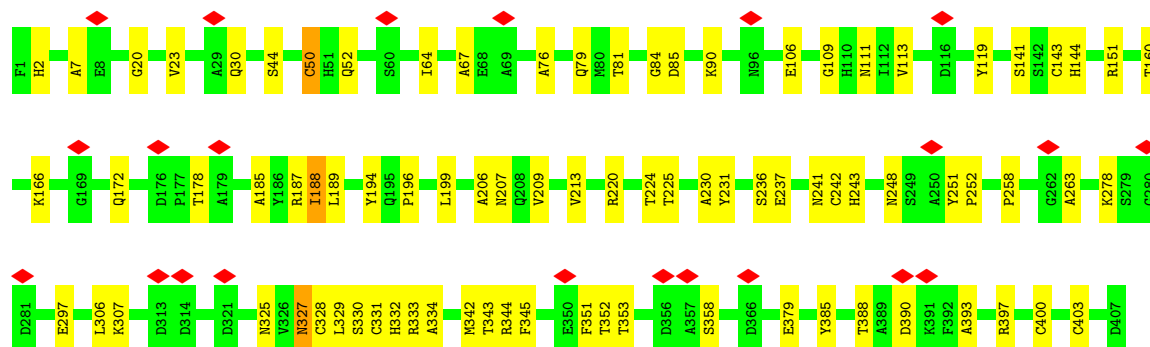 F1 H2 A7 E8 G20 V23 A29 Q30 S44 C50 H51 Q52 S60 I64 A67 E68 A69 A76 Q79 M80 T81 G84 D85 K90 N96 E106 G109 H110 N111 I112 V113 D116 Y119 S141 S142 C143 H144 R151 T160
K166 G169 Q172 D176 P177 T178 A179 A185 Y186 R187 I188 L189 Y194 Q195 P196 L199 A206 N207 Q208 V209 V213 R220 T224 T225 A230 Y231 S236 E237 N241 C242 H243 N248 S249 A250 Y251 P252 P258 G262 A263 K278 S279 G280
D281 E297 L306 K307 D313 D314 D321 N325 V326 N327 C328 L329 S330 C331 H332 R333 A334 M342 T343 R344 F345 E350 F351 T352 T353 D356 A357 S358 D366 E379 Y385 T388 A389 D390 K391 F392 A393 R397 C400 C403 D407